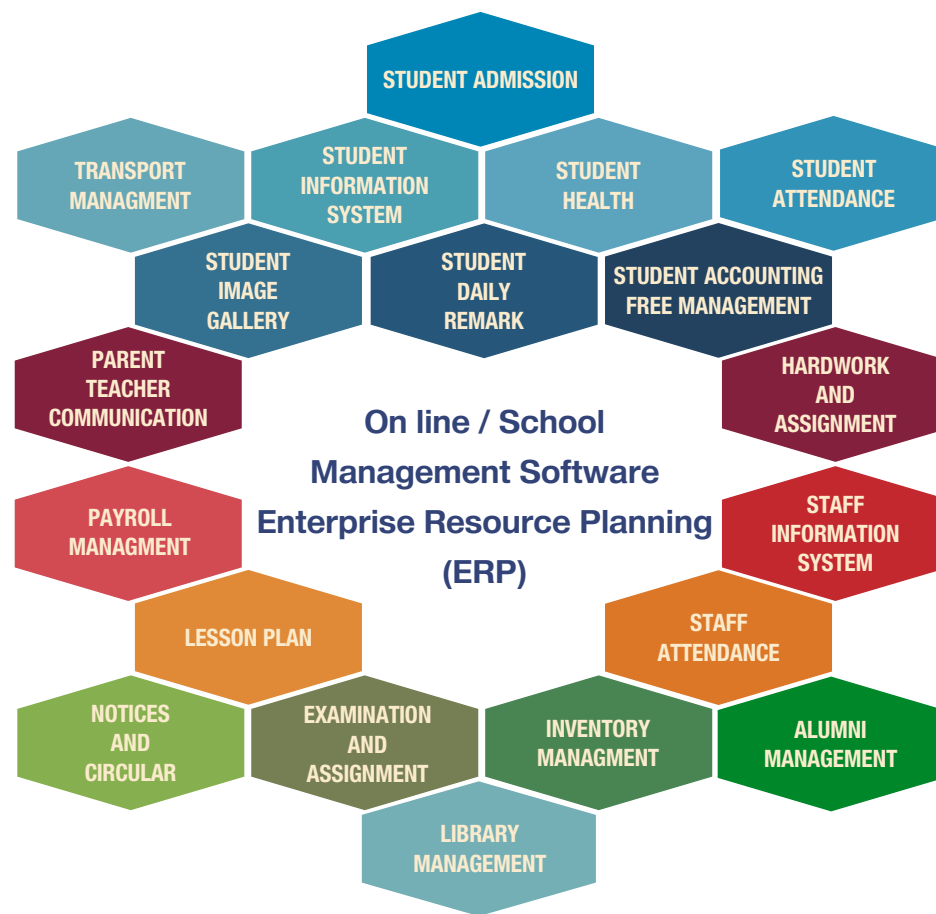 STUDENT ADMISSION
TRANSPORT
MANAGMENT
STUDENT
INFORMATION
SYSTEM
STUDENT
HEALTH
STUDENT
ATTENDANCE
STUDENT
IMAGE
GALLERY
STUDENT
DAILY
REMARK
STUDENT ACCOUNTING
FREE MANAGEMENT
PARENT
TEACHER
COMMUNICATION
HARDWORK
AND
ASSIGNMENT
On line / School
Management Software
Enterprise Resource Planning
(ERP)
PAYROLL
MANAGMENT
STAFF
INFORMATION
SYSTEM
LESSON PLAN
STAFF
ATTENDANCE
NOTICES
AND
CIRCULAR
EXAMINATION
AND
ASSIGNMENT
INVENTORY
MANAGMENT
ALUMNI
MANAGEMENT
LIBRARY
MANAGEMENT